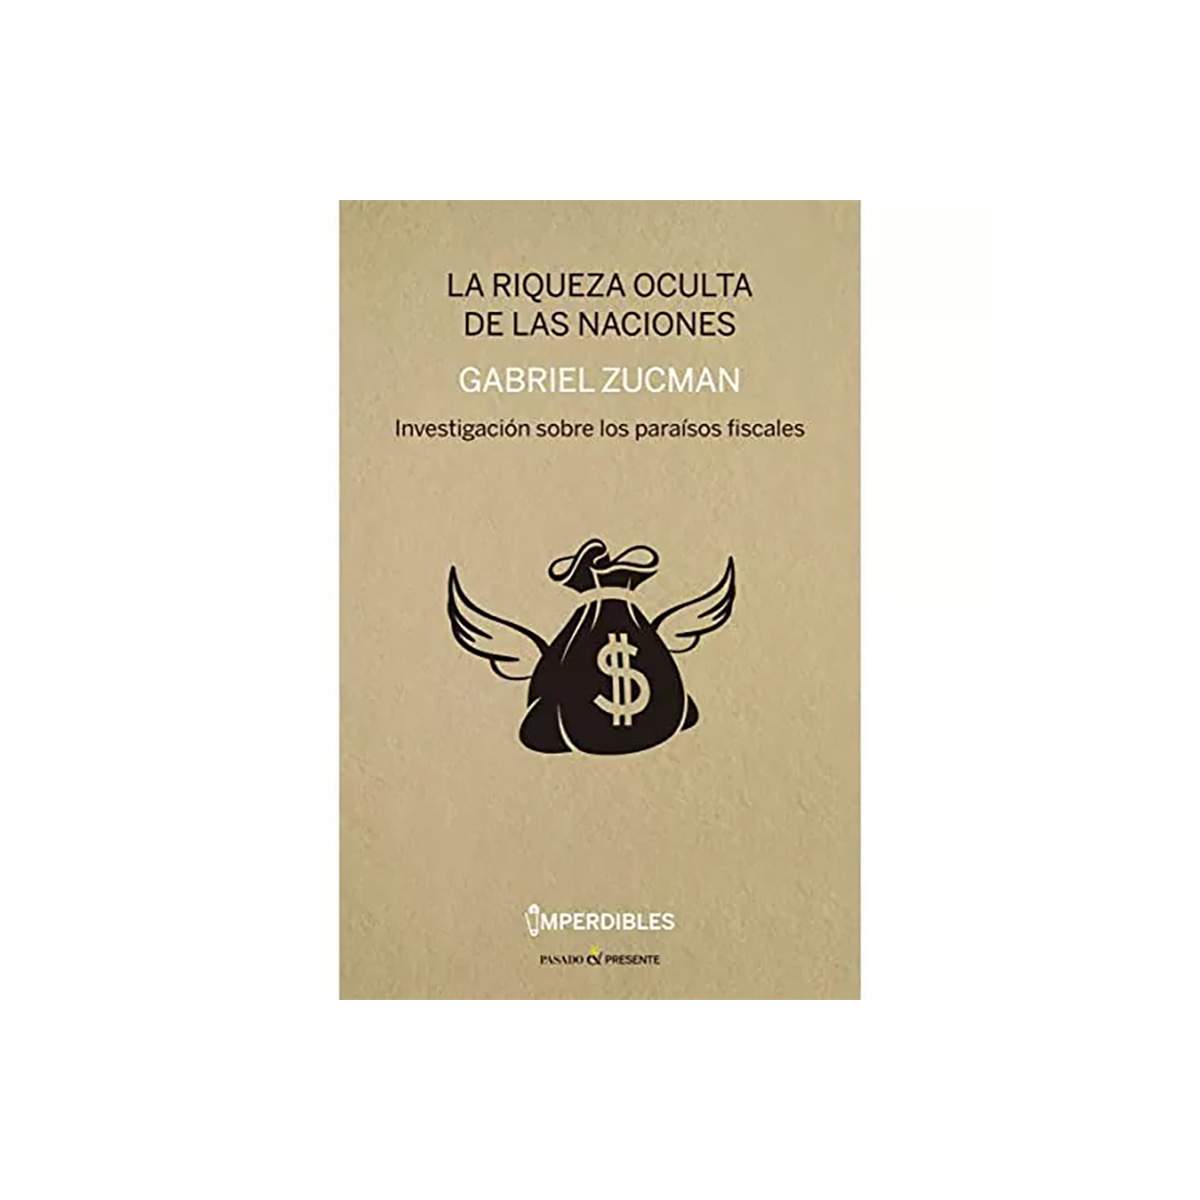 LA RIQUEZA OCULTA
DE LAS NACIONES
GABRIEL ZUCMAN
Investigación sobre los paraísos fiscales
$
IMPERDIBLES
PASADO & PRESENTE